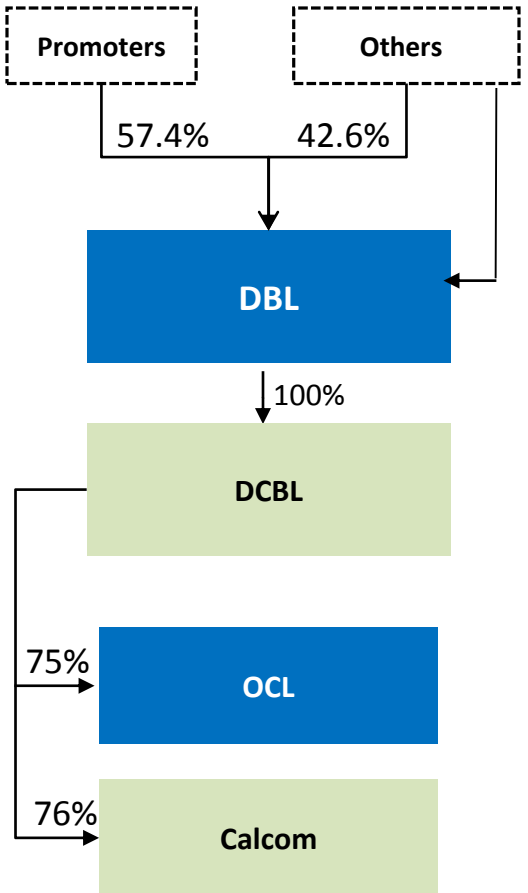 Promoters
Others
57.4%
42.6%
DBL
100%
DCBL
75%
OCL
76%
Calcom